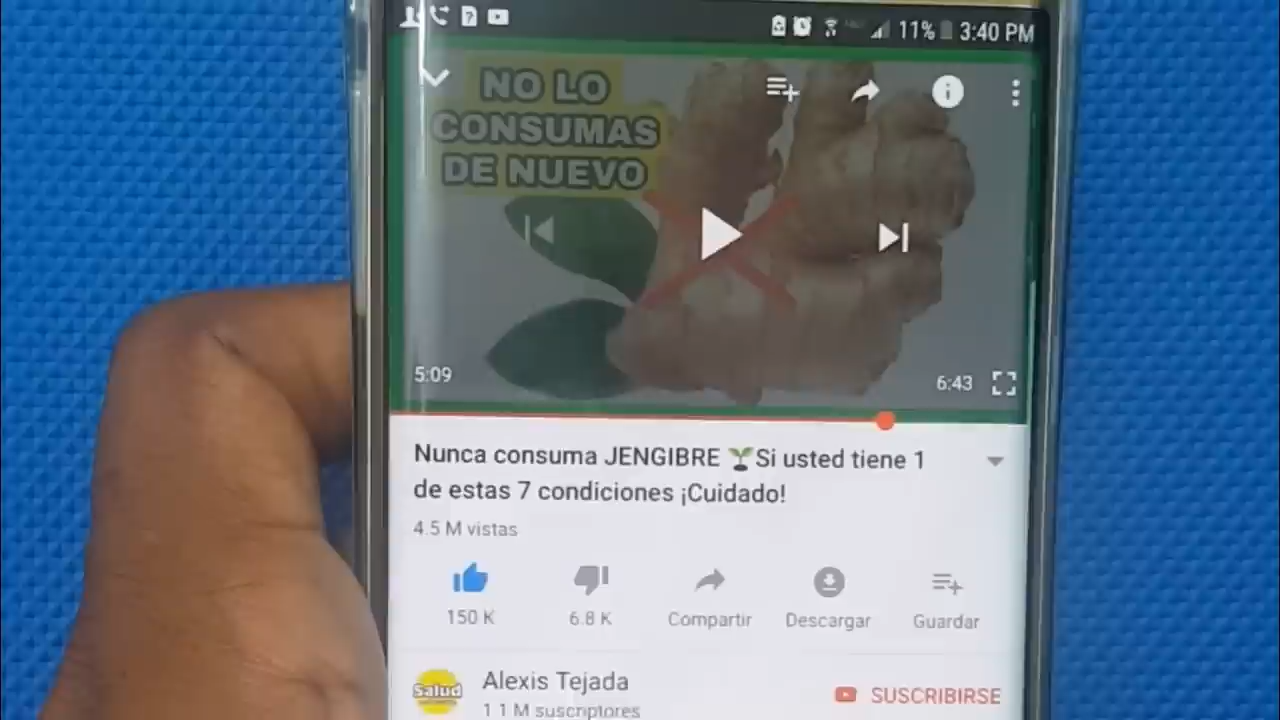 11% 3:40 PM
NO LO
CONSUMAS
DE NUEVO
5:09
6:43
Nunca consuma JENGIBRE Si usted tiene 1
de estas 7 condiciones ¡Cuidado!
4.5 M vistas
150 K
6.8 K
Compartir
Descargar
Guardar
Salud
Alexis Tejada
SUSCRIBIRSE
1.1 M suscriptores